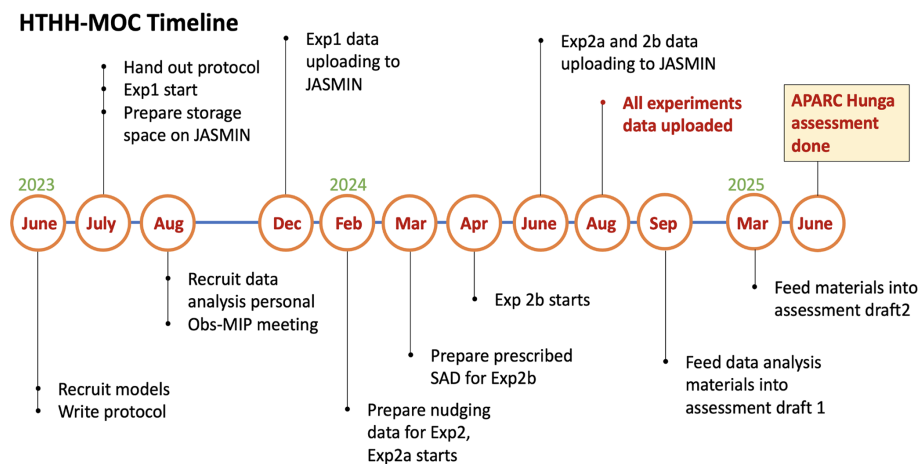 HTHH-MOC Timeline
Hand out protocol
Exp1 start
Prepare storage
space on JASMIN
Exp1 data
uploading to
JASMIN
Exp2a and 2b data
uploading to JASMIN
All experiments
data uploaded
APARC Hunga
assessment
done
2023
2024
2025
June
July
Aug
Dec
Feb
Mar
Apr
June
Aug
Sep
Mar
June
Recruit models
Write protocol
Recruit data
analysis personal
Obs-MIP meeting
Prepare nudging
data for Exp2,
Exp2a starts
Prepare prescribed
SAD for Exp2b
Exp 2b starts
Feed data analysis
materials into
assessment draft 1
Feed materials into
assessment draft2